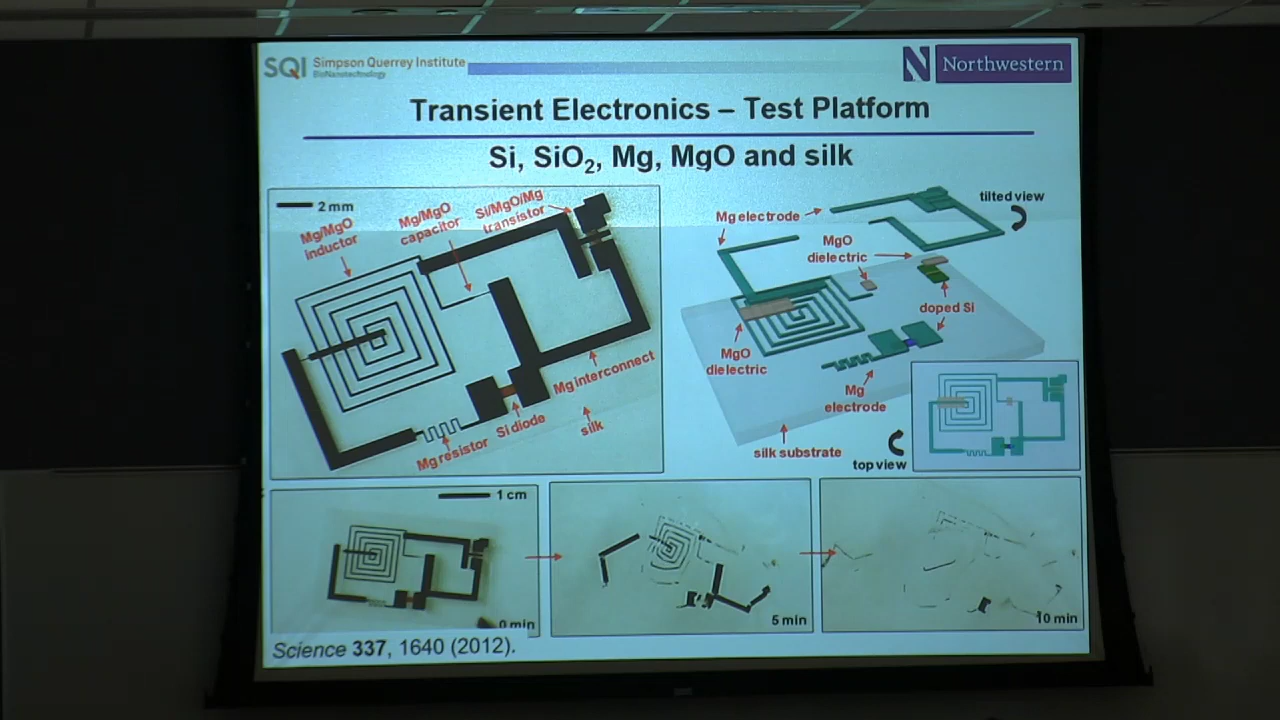 SQI Simpson Querrey Institute
BioNanotechnology
N Northwestern
Transient Electronics – Test Platform
Si, SiO2, Mg, MgO and silk
2 mm
Mg/MgO
inductor
Mg/MgO
capacitor
Si/MgO/Mg
transistor
Mg interconnect
Si diode
silk
Mg resistor
Mg electrode
tilted view
MgO
dielectric
doped Si
MgO
dielectric
Mg
electrode
silk substrate
top view
1 cm
0 min
5 min
10 min
Science 337, 1640 (2012).